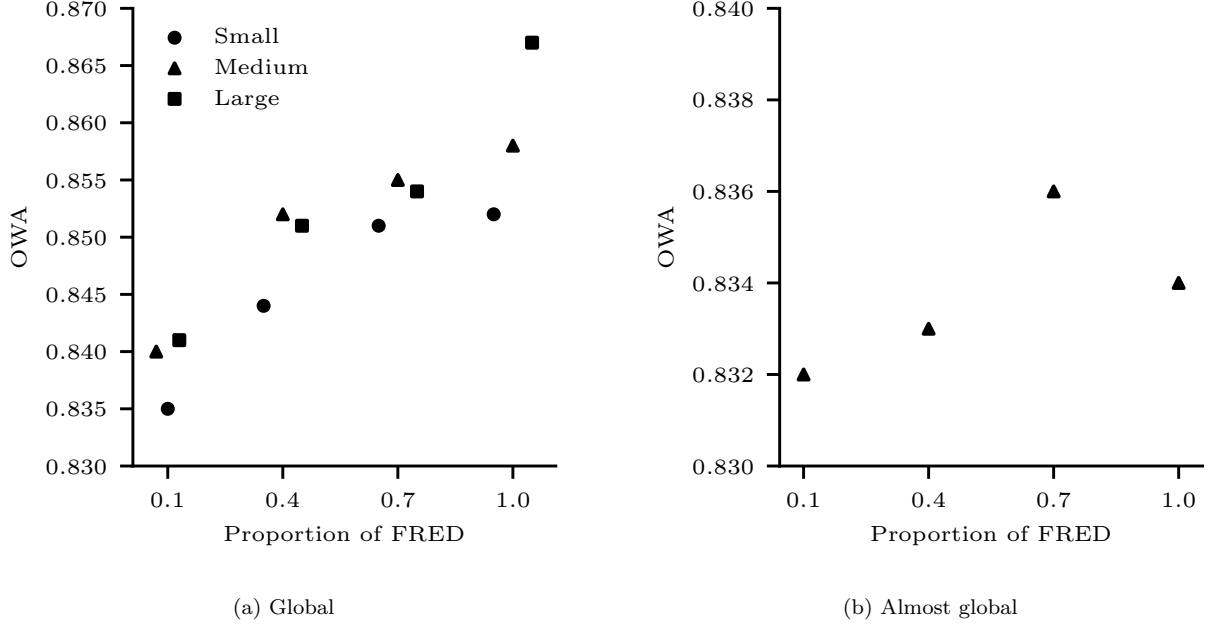 0.870
0.865
0.860
0.855
0.850
0.845
0.840
0.835
0.830
OWA
Small
Medium
Large
0.1 0.4 0.7 1.0
Proportion of FRED
(a) Global
0.840
0.838
0.836
0.834
0.832
0.830
OWA
0.1 0.4 0.7 1.0
Proportion of FRED
(b) Almost global